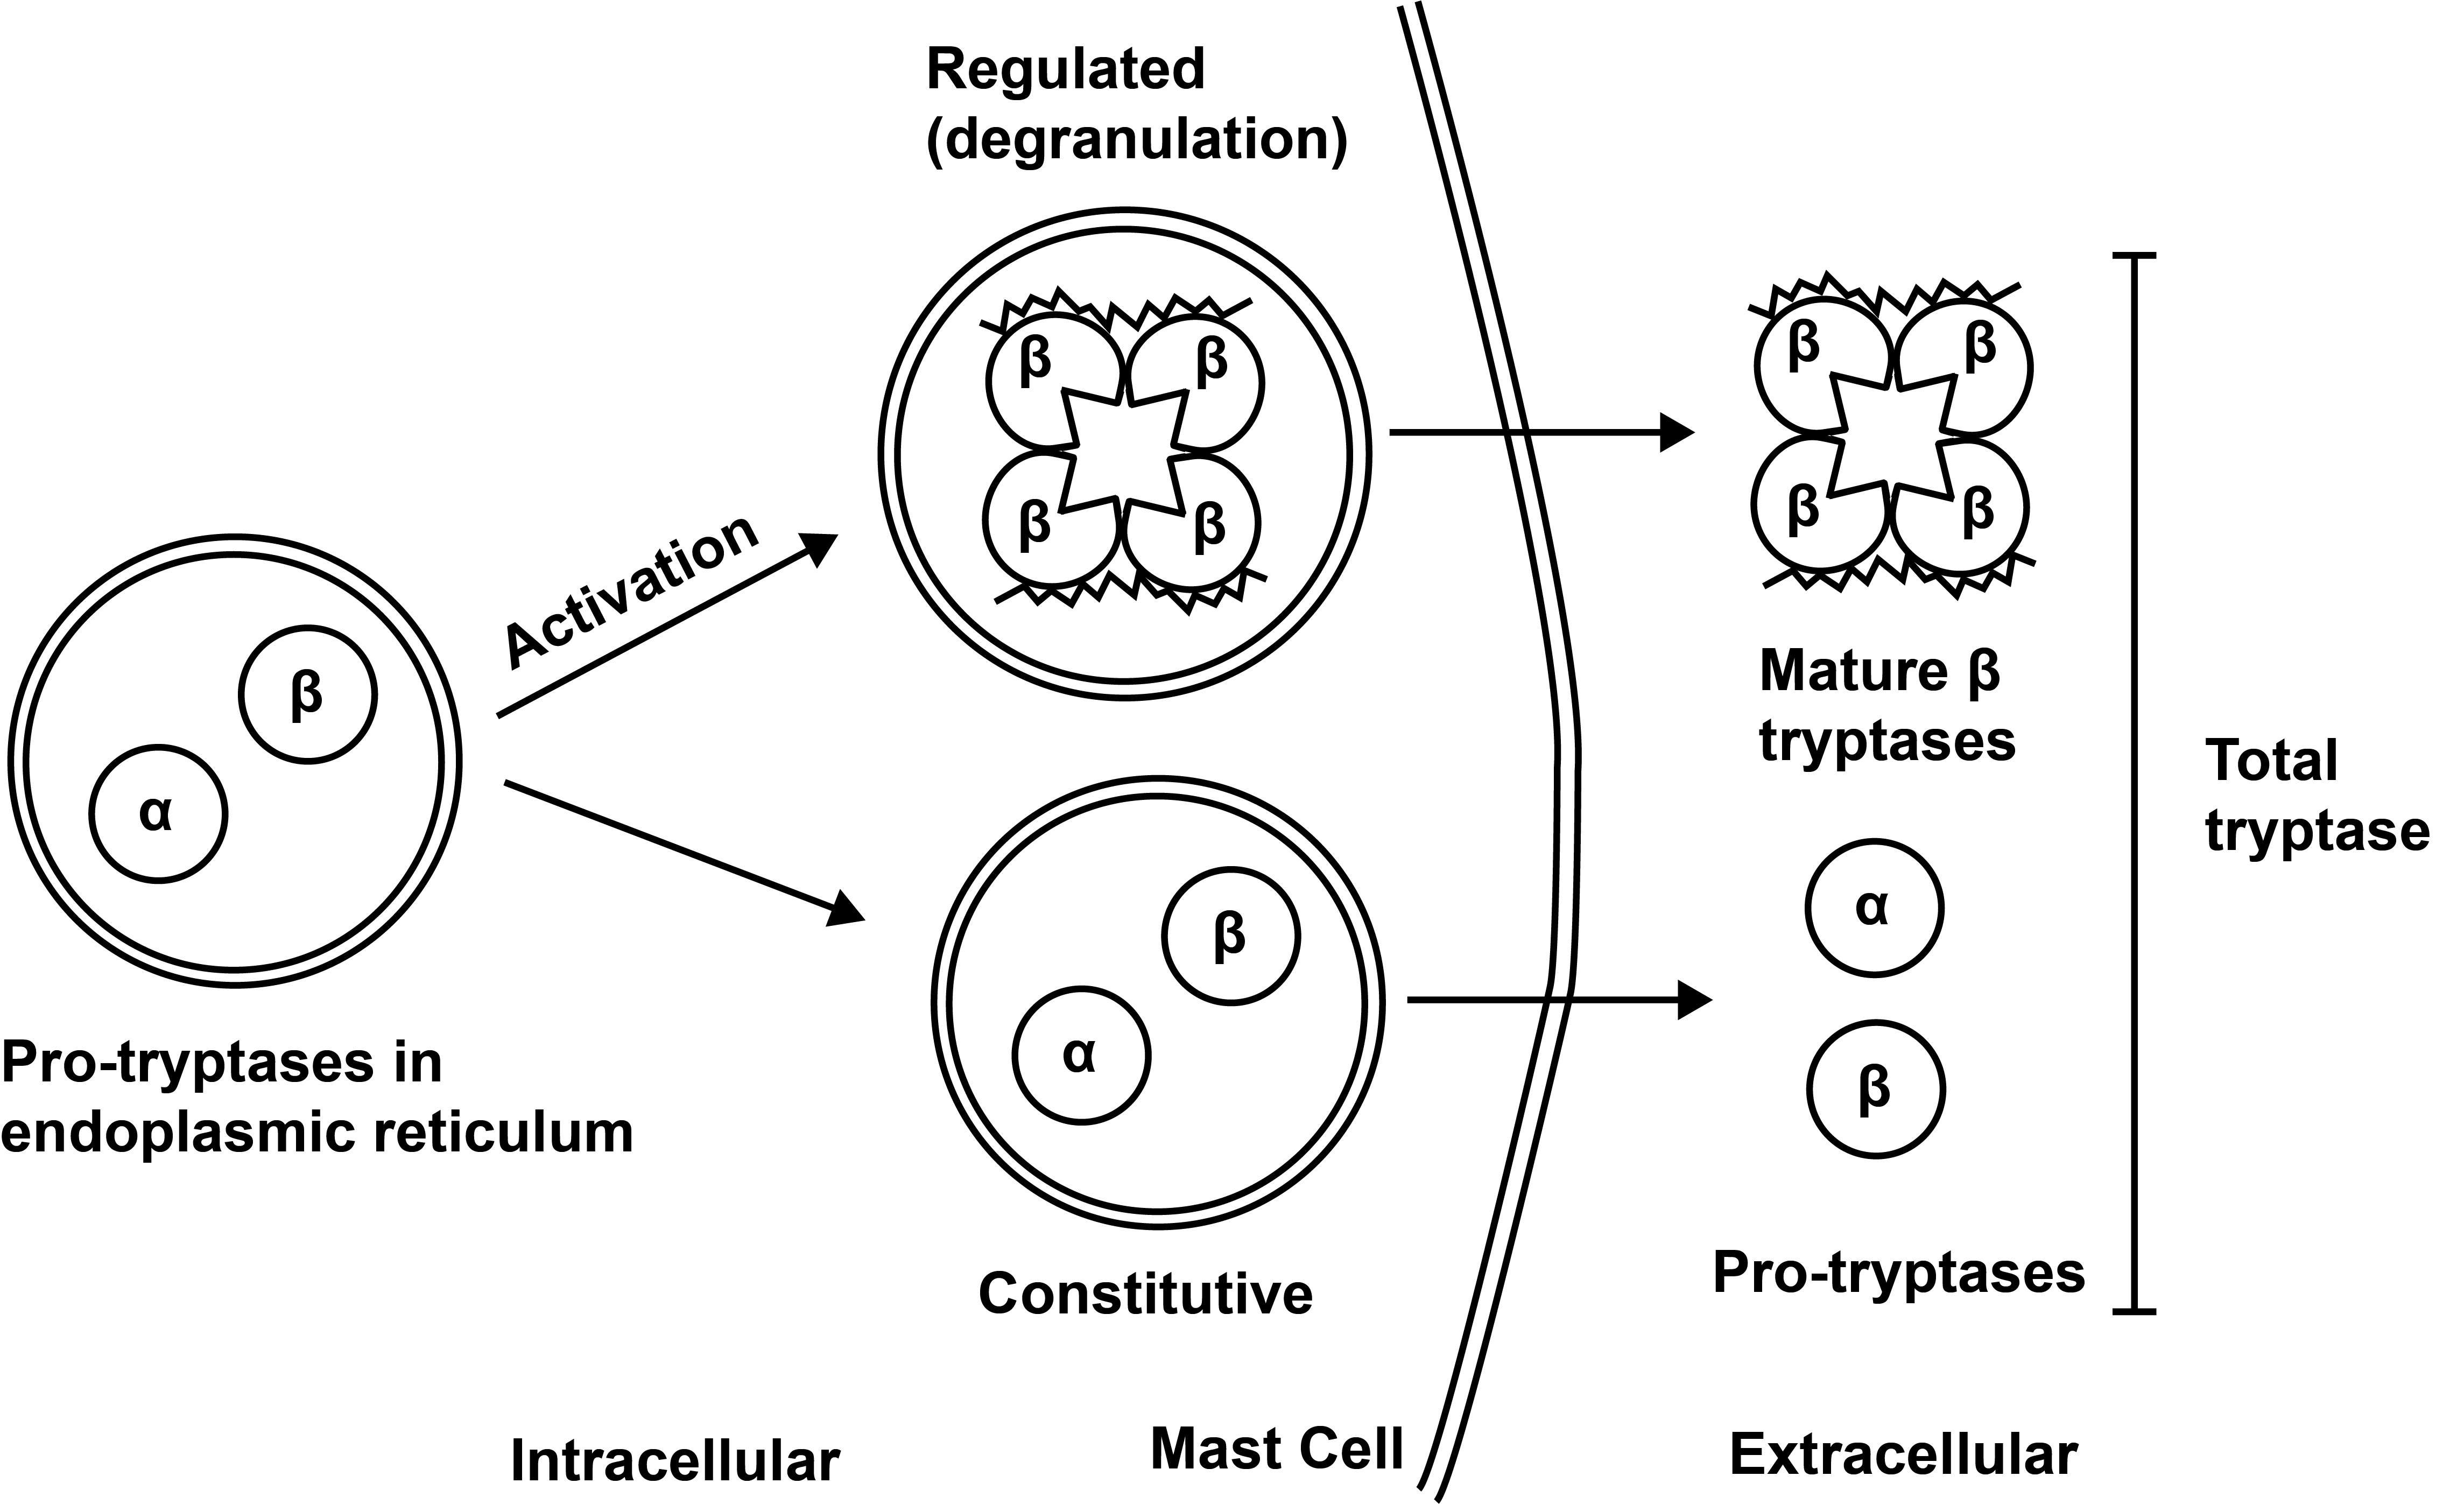 Regulated
(degranulation)
β
β
β
β
Activation
β
α
Pro-tryptases in
endoplasmic reticulum
β
α
Constitutive
β
β
β
β
Mature β
tryptases
α
β
Pro-tryptases
Total
tryptase
Intracellular
Mast Cell
Extracellular